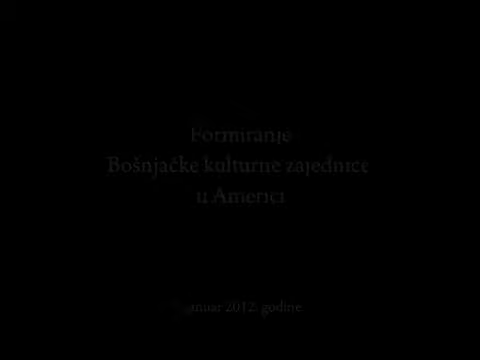 Formiranje
Bošnjačke kulturne zajednice
u Americi
januar 2012. godine